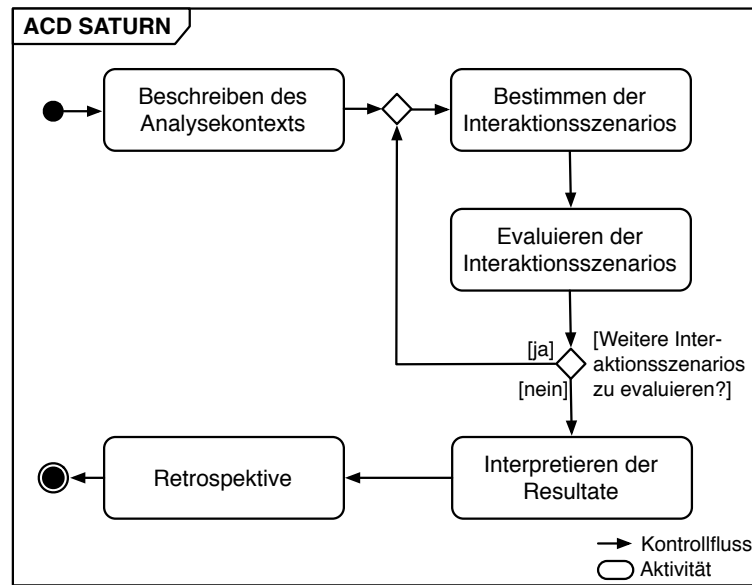 ACD SATURN
Beschreiben des
Analysekontexts
Bestimmen der
Interaktionsszenarios
Evaluieren der
Interaktionsszenarios
[ja]
[Weitere Inter-
aktionsszenarios
zu evaluieren?]
[nein]
Retrospektive
Interpretieren der
Resultate
Kontrollfluss
Aktivität